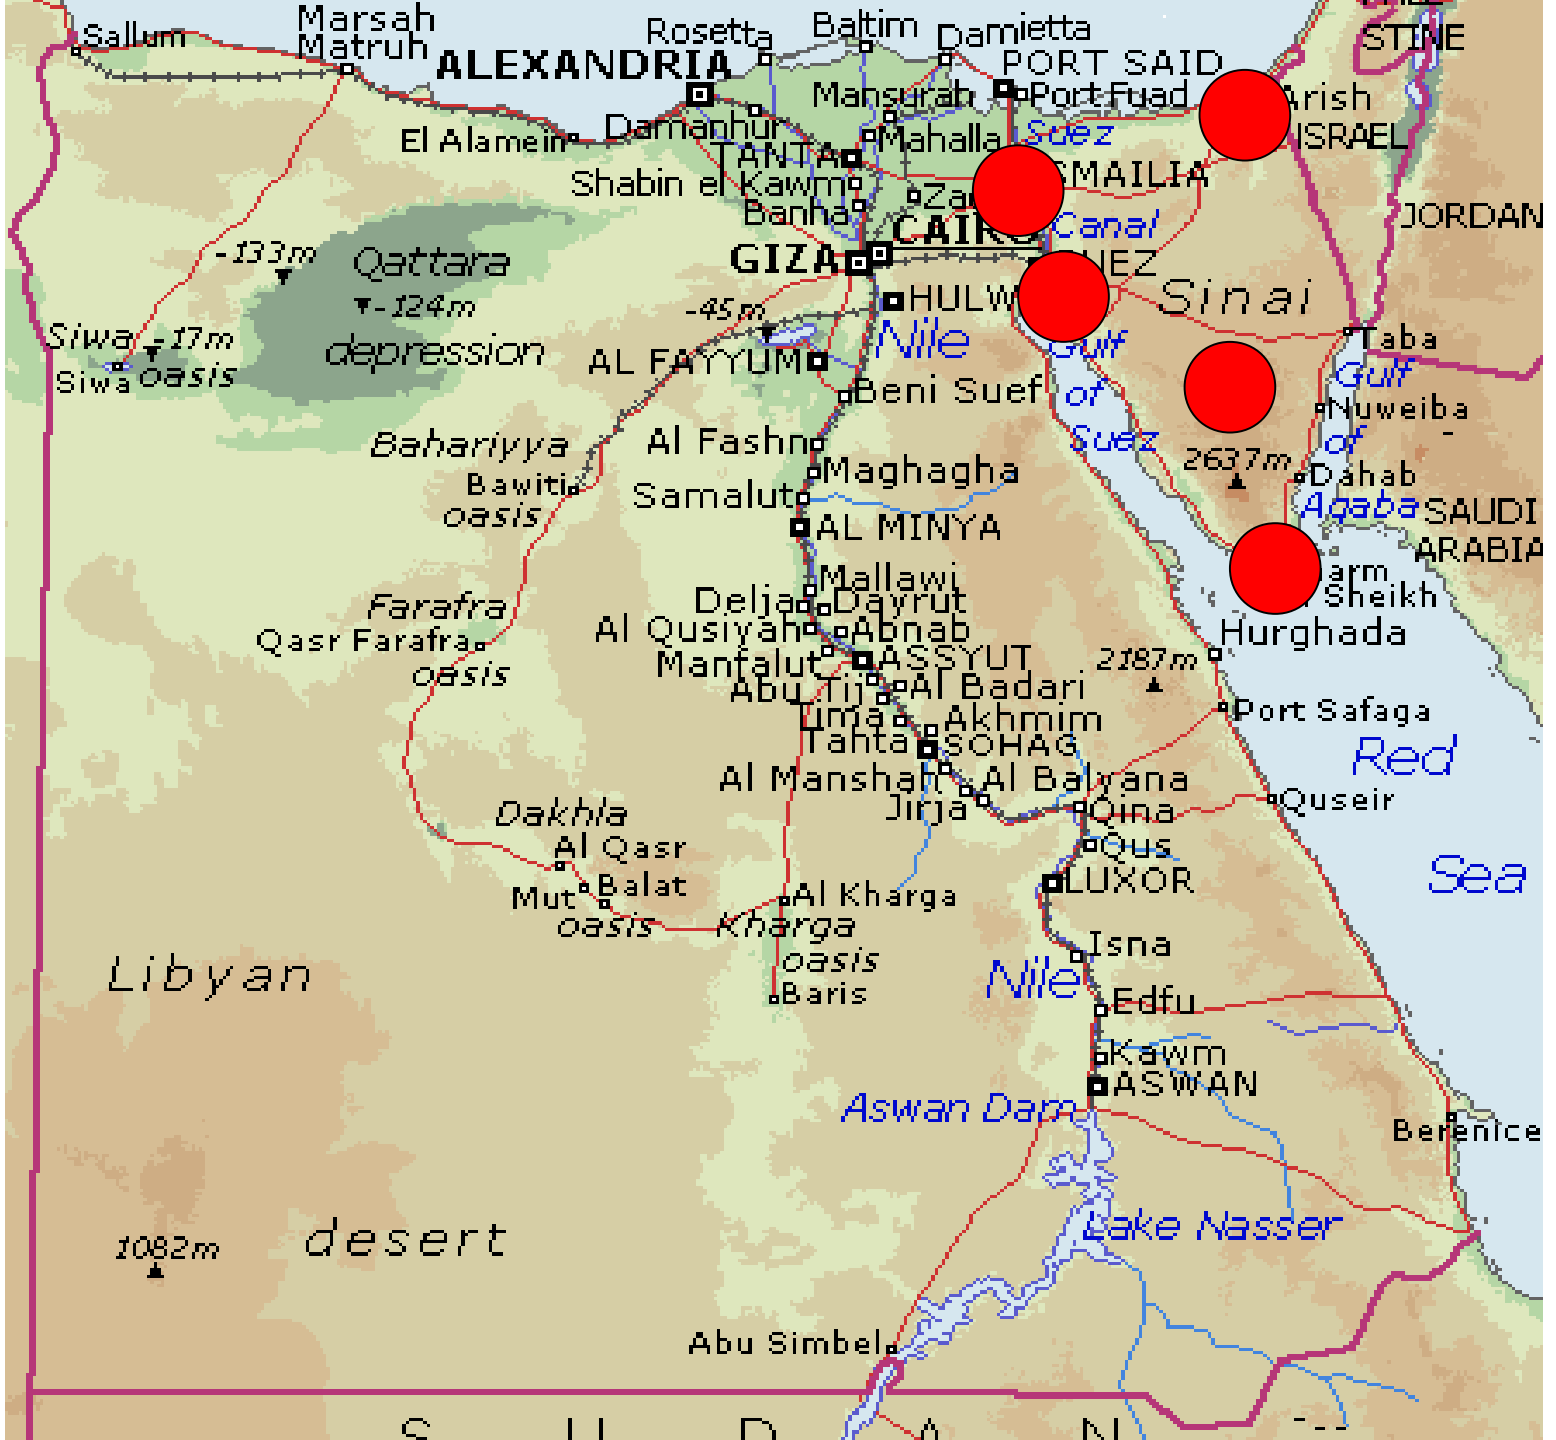 Sallum
Marsah
Matruh
ALEXANDRIA
Rosetta
Baltim
Damietta
PORT SAID
STINE
Mansurah
Port Fuad
Arish
El Alamein
Damanhur
Mahalla
Suez
ISRAEL
TANTA
Shabin el Kawm
SMAILIA
Banha
Za
Canal
JORDAN
CAIRO
GIZA
UEZ
-133m
Qattara
-124m
depression
-45m
HULW
Sinai
Siwa
-17m
Siwa
oasis
Nile
Gulf
Taba
AL FAYYUM
Gulf
Beni Suef
of
Nuweiba
Bahariyya
Al Fashn
Suez
of
Maghagha
2637m
Dahab
Bawiti
oasis
Samalut
Aqaba
SAUDI
AL MINYA
ARABIA
Mallawi
arm
Delja
Dayrut
Sheikh
Farafra
Al Qusiyah
Abnab
Hurghada
Qasr Farafra
oasis
Manfalut
ASSYUT
2187m
Abu Tij
Al Badari
Tima
Akhmim
Port Safaga
Tahta
SOHAG
Red
Al Manshah
Al Balyana
Jirja
Qina
Quseir
Dakhla
Al Qasr
Qus
Mut
Balat
oasis
LUXOR
Sea
Al Kharga
Kharga
oasis
Isna
Libyan
Baris
Nile
Edfu
Kawm
ASWAN
Aswan Dam
Berenice
Lake Nasser
desert
1082m
Abu Simbel
S U D A N